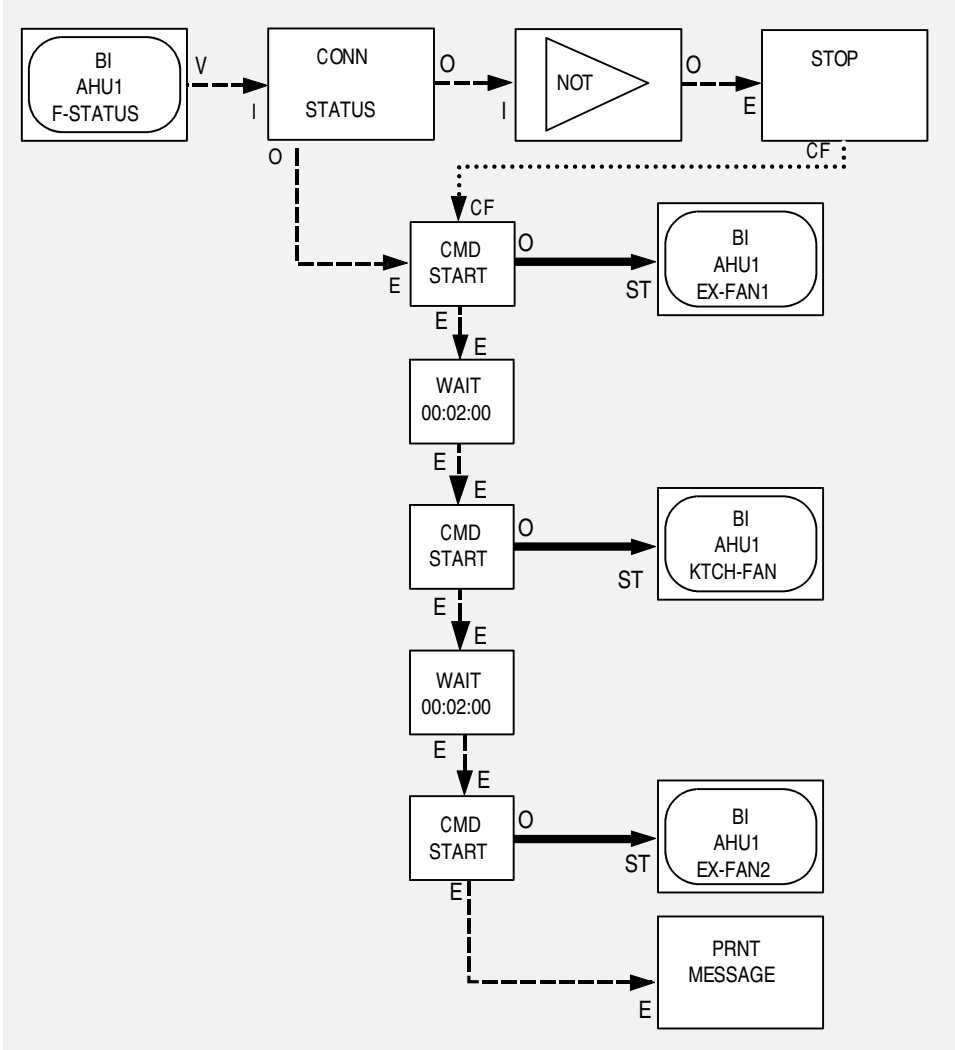 BI
AHU1
F-STATUS
V
I
CONN
STATUS
O
O
I
NOT
O
E
STOP
CF
CF
E
CMD
START
O
ST
BI
AHU1
EX-FAN1
E
E
WAIT
00:02:00
E
E
CMD
START
O
ST
BI
AHU1
KTCH-FAN
E
E
WAIT
00:02:00
E
E
CMD
START
O
ST
BI
AHU1
EX-FAN2
E
E
PRNT
MESSAGE